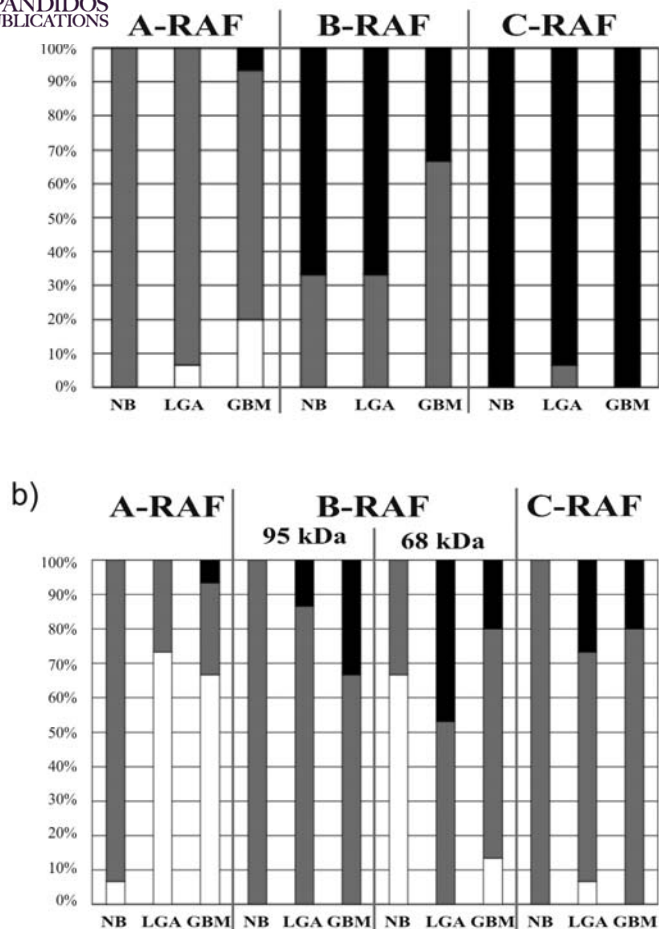 PANDIDOS
PUBLICATIONS
A-RAF B-RAF C-RAF
100%
90%
80%
70%
60%
50%
40%
30%
20%
10%
0%
NB LGA GBM NB LGA GBM NB LGA GBM
b)
A-RAF B-RAF C-RAF
95 kDa 68 kDa
100%
90%
80%
70%
60%
50%
40%
30%
20%
10%
0%
NB LGA GBM NB LGA GBM NB LGA GBM NB LGA GBM